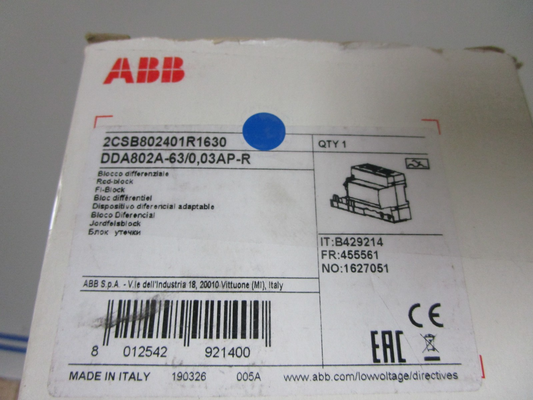 ABB
2CSB802401R1630
DDA802A-63/0,03AP-R
QTY 1
Blocco differenziale
Rcd-block
FI-Block
Bloc différentiel
Dispositivo diferencial adaptable
Bloco Diferencial
Jordfeilsblock
Блок утечки
IT:B429214
FR:455561
NO:1627051
ABB S.p.A - V.le dell'Industria 18, 20010 Vittuone (MI), Italy
8 012542 921400
EAC
CE
MADE IN ITALY 190326 005A www.abb.com/lowvoltage/directives